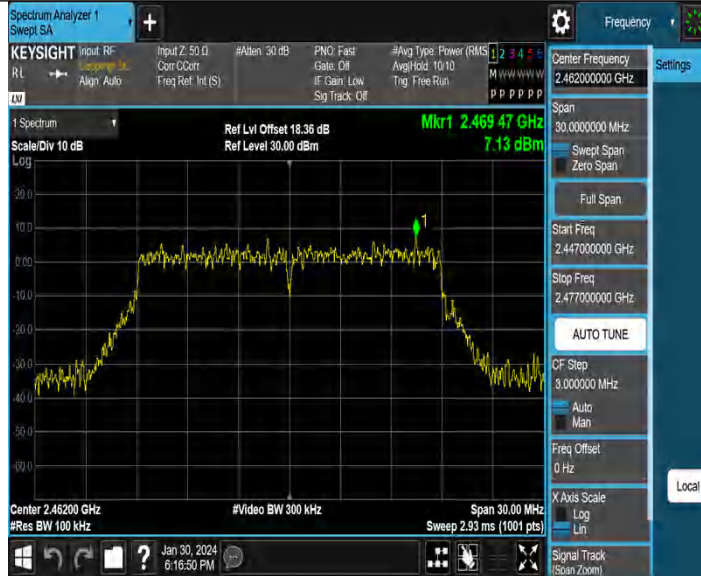 Spectrum Analyzer 1
Swept SA
+
Frequency
KEYSIGHT
RL
Input: RF
Align: Auto
Input Z: 50 Ω
Corr CCorr
Freq Ref: Int (S)
#Atten: 30 dB
PNO: Fast
Gate: Off
IF Gain: Low
Sig Track: Off
#Avg Type: Power (RMS
Avg|Hold: 10/10
Trig: Free Run
1 2 3 4 5 6
M W W W W W
P P P P P P
1 Spectrum
Scale/Div 10 dB
Ref Lvl Offset 18.36 dB
Ref Level 30.00 dBm
Mkr1 2.469 47 GHz
7.13 dBm
Log
20.0
10.0
0.00
-10.0
-20.0
-30.0
-40.0
-50.0
-60.0
1
Center 2.46200 GHz
#Res BW 100 kHz
#Video BW 300 kHz
Span 30.00 MHz
Sweep 2.93 ms (1001 pts)
Center Frequency
2.462000000 GHz
Span
30.0000000 MHz
Swept Span
Zero Span
Full Span
Start Freq
2.447000000 GHz
Stop Freq
2.477000000 GHz
AUTO TUNE
CF Step
3.000000 MHz
Auto
Man
Freq Offset
0 Hz
X Axis Scale
Log
Lin
Signal Track
(Span Zoom)
Settings
Local
?
Jan 30, 2024
6:16:50 PM